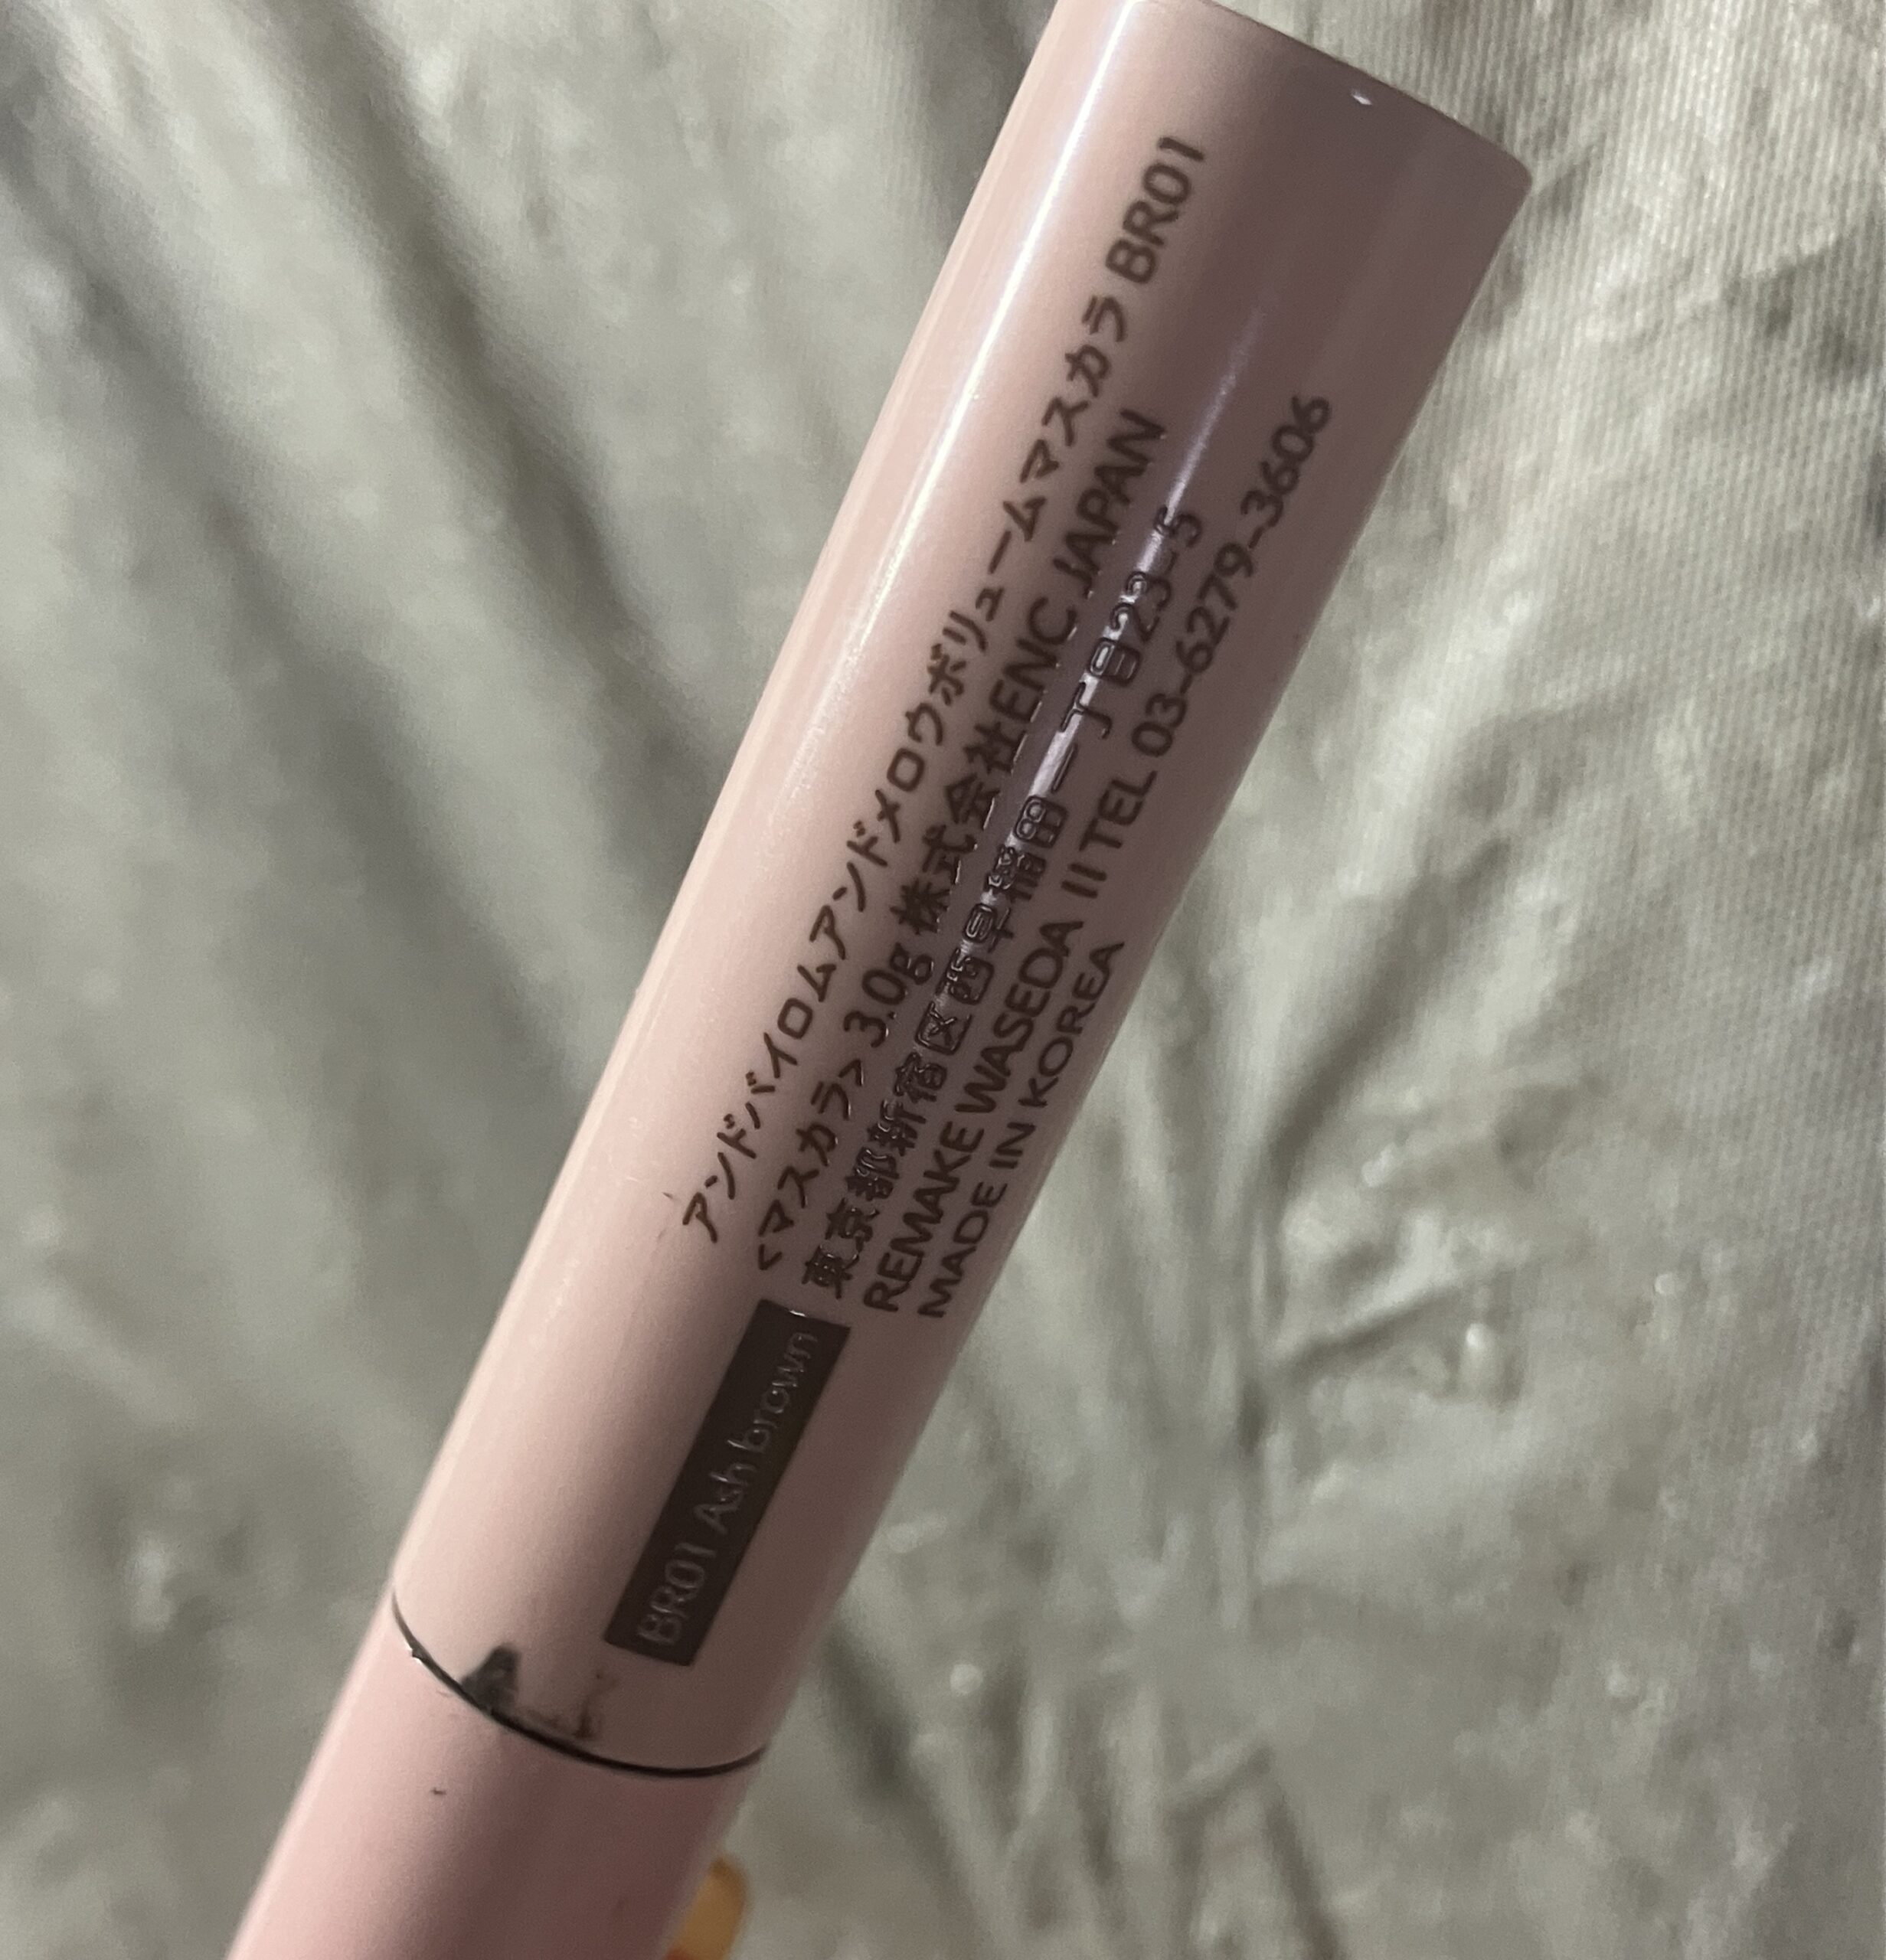 アンドバイロムアンドメロウボリュームマスカラ BR01
<マスカラ> 3.0g 株式会社ENC JAPAN
東京都新宿区西早稲田一丁目23-5
REMAKE WASEDA II TEL 03-6279-3606
MADE IN KOREA
BR01 Ash brown